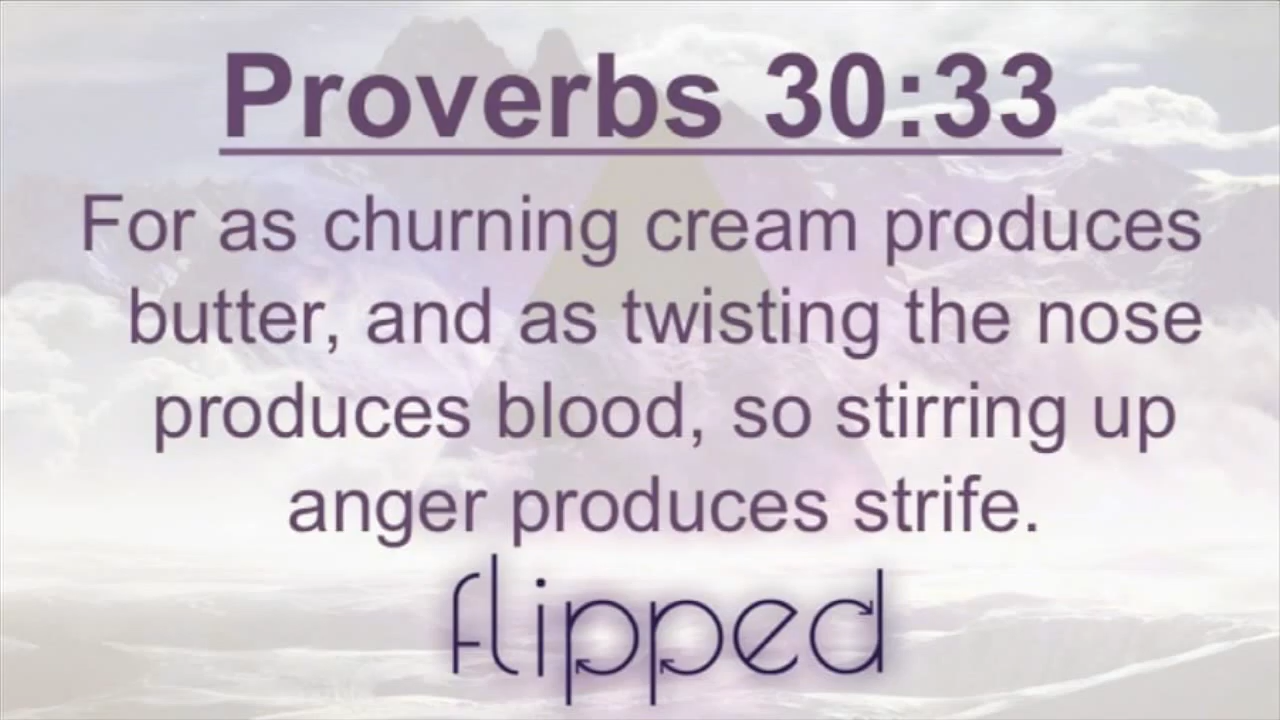 Proverbs 30:33
For as churning cream produces
butter, and as twisting the nose
produces blood, so stirring up
anger produces strife.
flipped